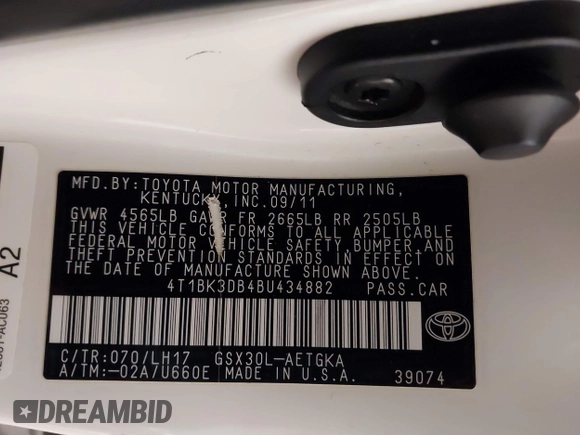 MFD.BY:TOYOTA MOTOR MANUFACTURING,
KENTUCKY, INC.09/11
GVWR 4565LB GAWR FR 2665LB RR 2505LB
THIS VEHICLE CONFORMS TO ALL APPLICABLE
FEDERAL MOTOR VEHICLE SAFETY,BUMPER,AND
THEFT PREVENTION STANDARDS IN EFFECT ON
THE DATE OF MANUFACTURE SHOWN ABOVE.
4T1BK3DB4BU434882 PASS.CAR
C/TR:070/LH17 GSX30L-AETGKA
A/TM:-02A/U660E MADE IN U.S.A. 39074
A2
DREAMBID